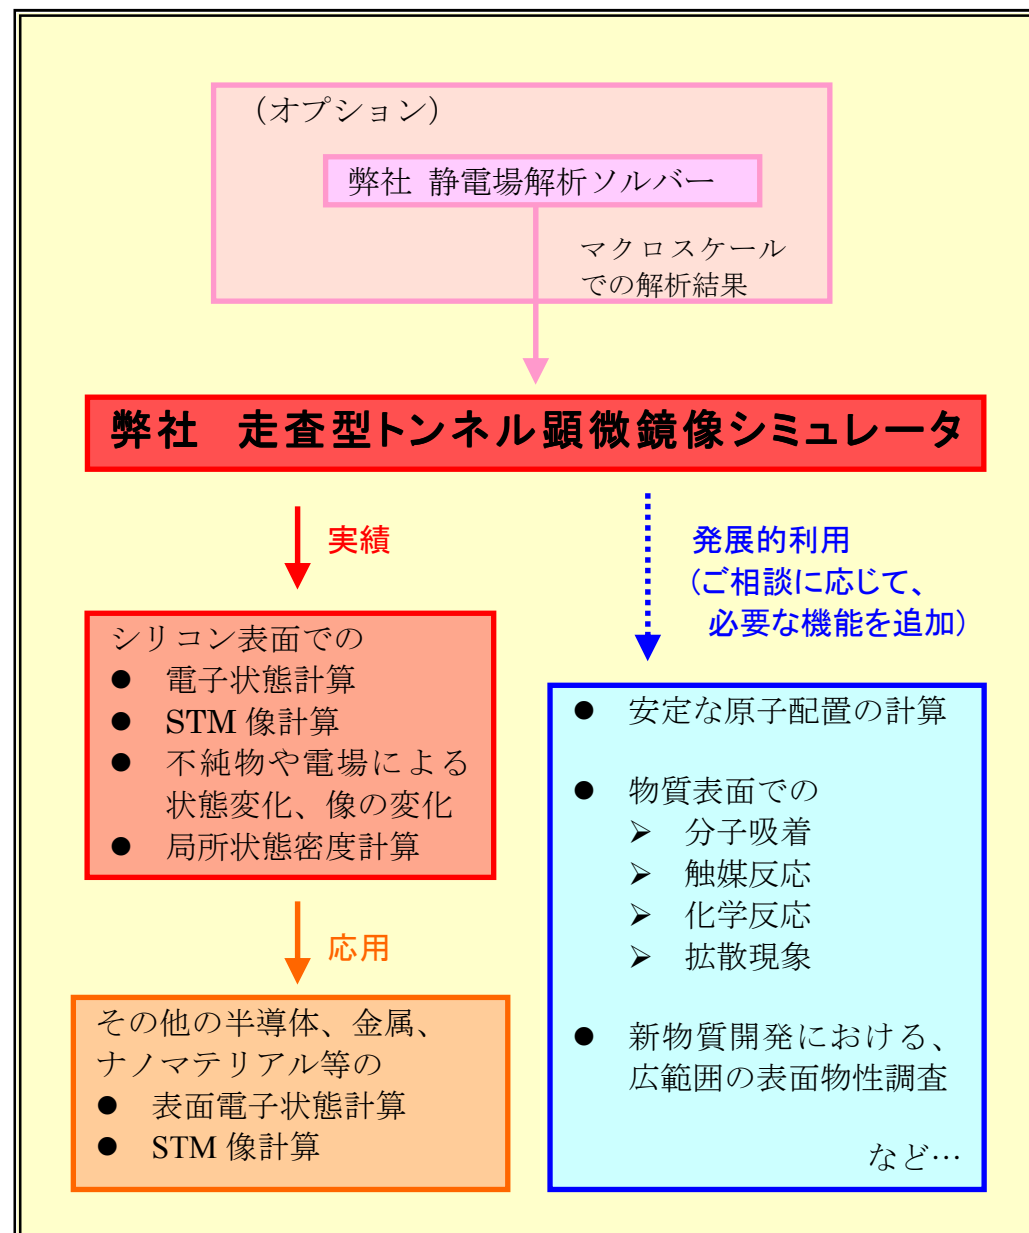 (オプション)
弊社 静電場解析ソルバー
マクロスケール
での解析結果
弊社 走査型トンネル顕微鏡像シミュレータ
実績
シリコン表面での
● 電子状態計算
● STM 像計算
● 不純物や電場による
状態変化、像の変化
● 局所状態密度計算
応用
その他の半導体、金属、
ナノマテリアル等の
● 表面電子状態計算
● STM 像計算
発展的利用
(ご相談に応じて、
必要な機能を追加)
● 安定な原子配置の計算
● 物質表面での
➢ 分子吸着
➢ 触媒反応
➢ 化学反応
➢ 拡散現象
● 新物質開発における、
広範囲の表面物性調査
など…